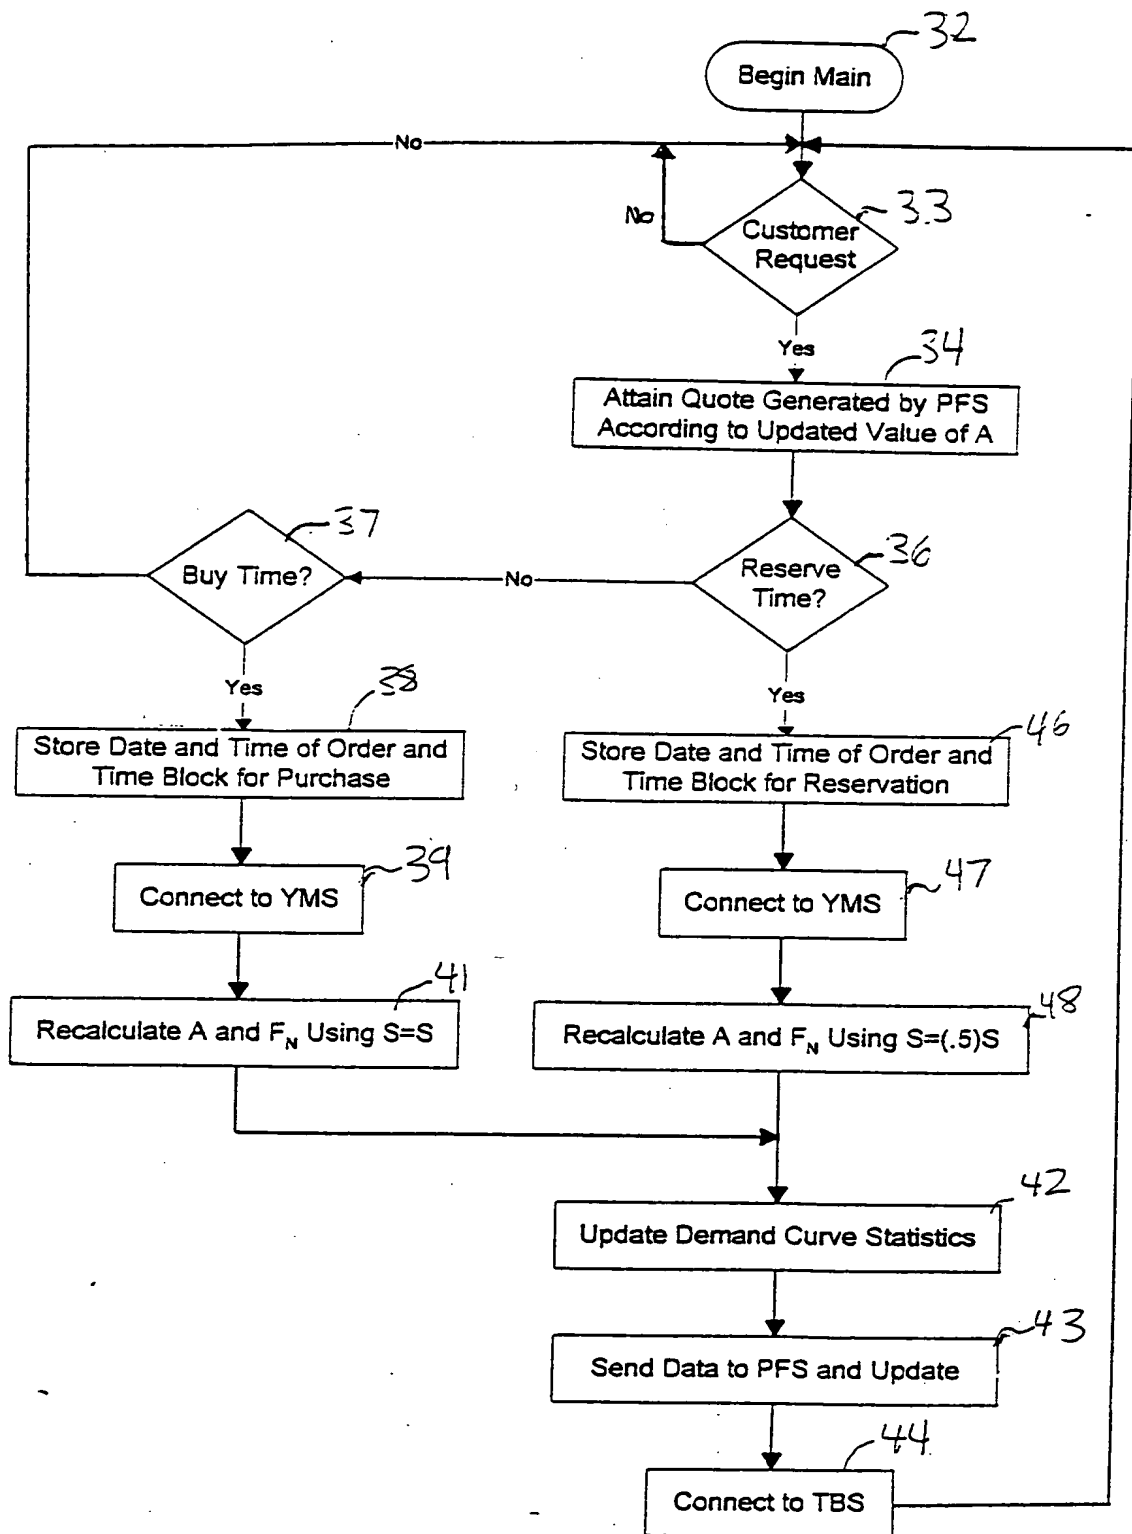 32
Begin Main
No
33
No
Customer
Request
Yes
34
Attain Quote Generated by PFS
According to Updated Value of A
37
36
Buy Time?
No
Reserve
Time?
Yes
38
Yes
46
Store Date and Time of Order and
Time Block for Purchase
Store Date and Time of Order and
Time Block for Reservation
39
47
Connect to YMS
Connect to YMS
41
48
Recalculate A and F_N Using S=S
Recalculate A and F_N Using S=(.5)S
42
Update Demand Curve Statistics
43
Send Data to PFS and Update
44
Connect to TBS